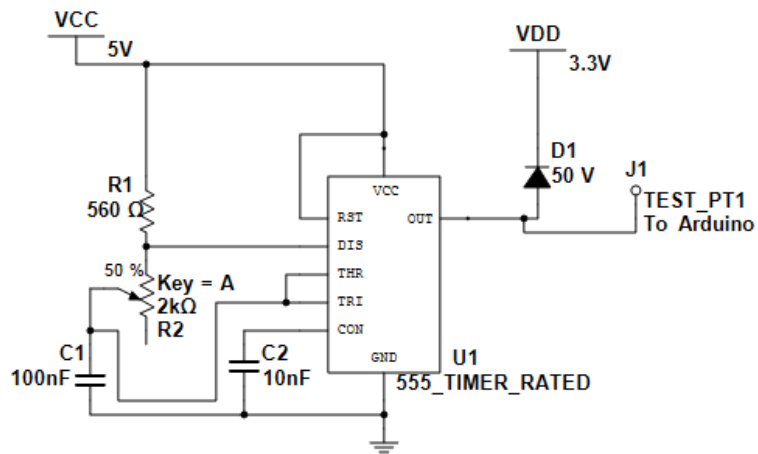 VCC
5V
VDD
3.3V
R1
560 Ω
D1
50 V
J1
TEST_PT1
To Arduino
VCC
RST
OUT
DIS
THR
TRI
CON
GND
50 %
Key = A
2kΩ
R2
C1
100nF
C2
10nF
U1
555_TIMER_RATED